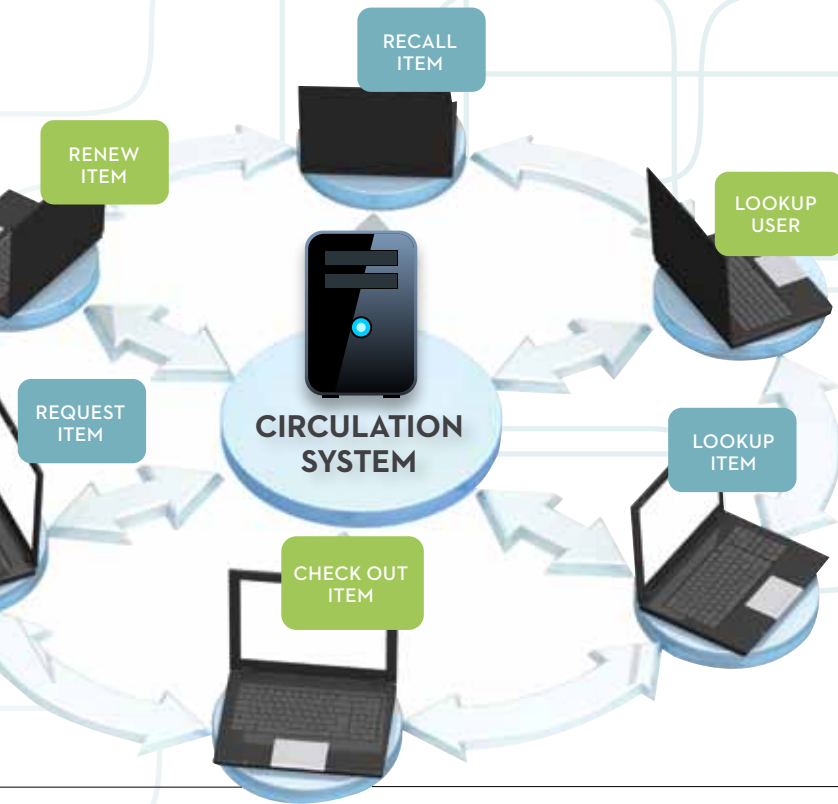 RECALL
ITEM
RENEW
ITEM
LOOKUP
USER
REQUEST
ITEM
CIRCULATION
SYSTEM
LOOKUP
ITEM
CHECK OUT
ITEM